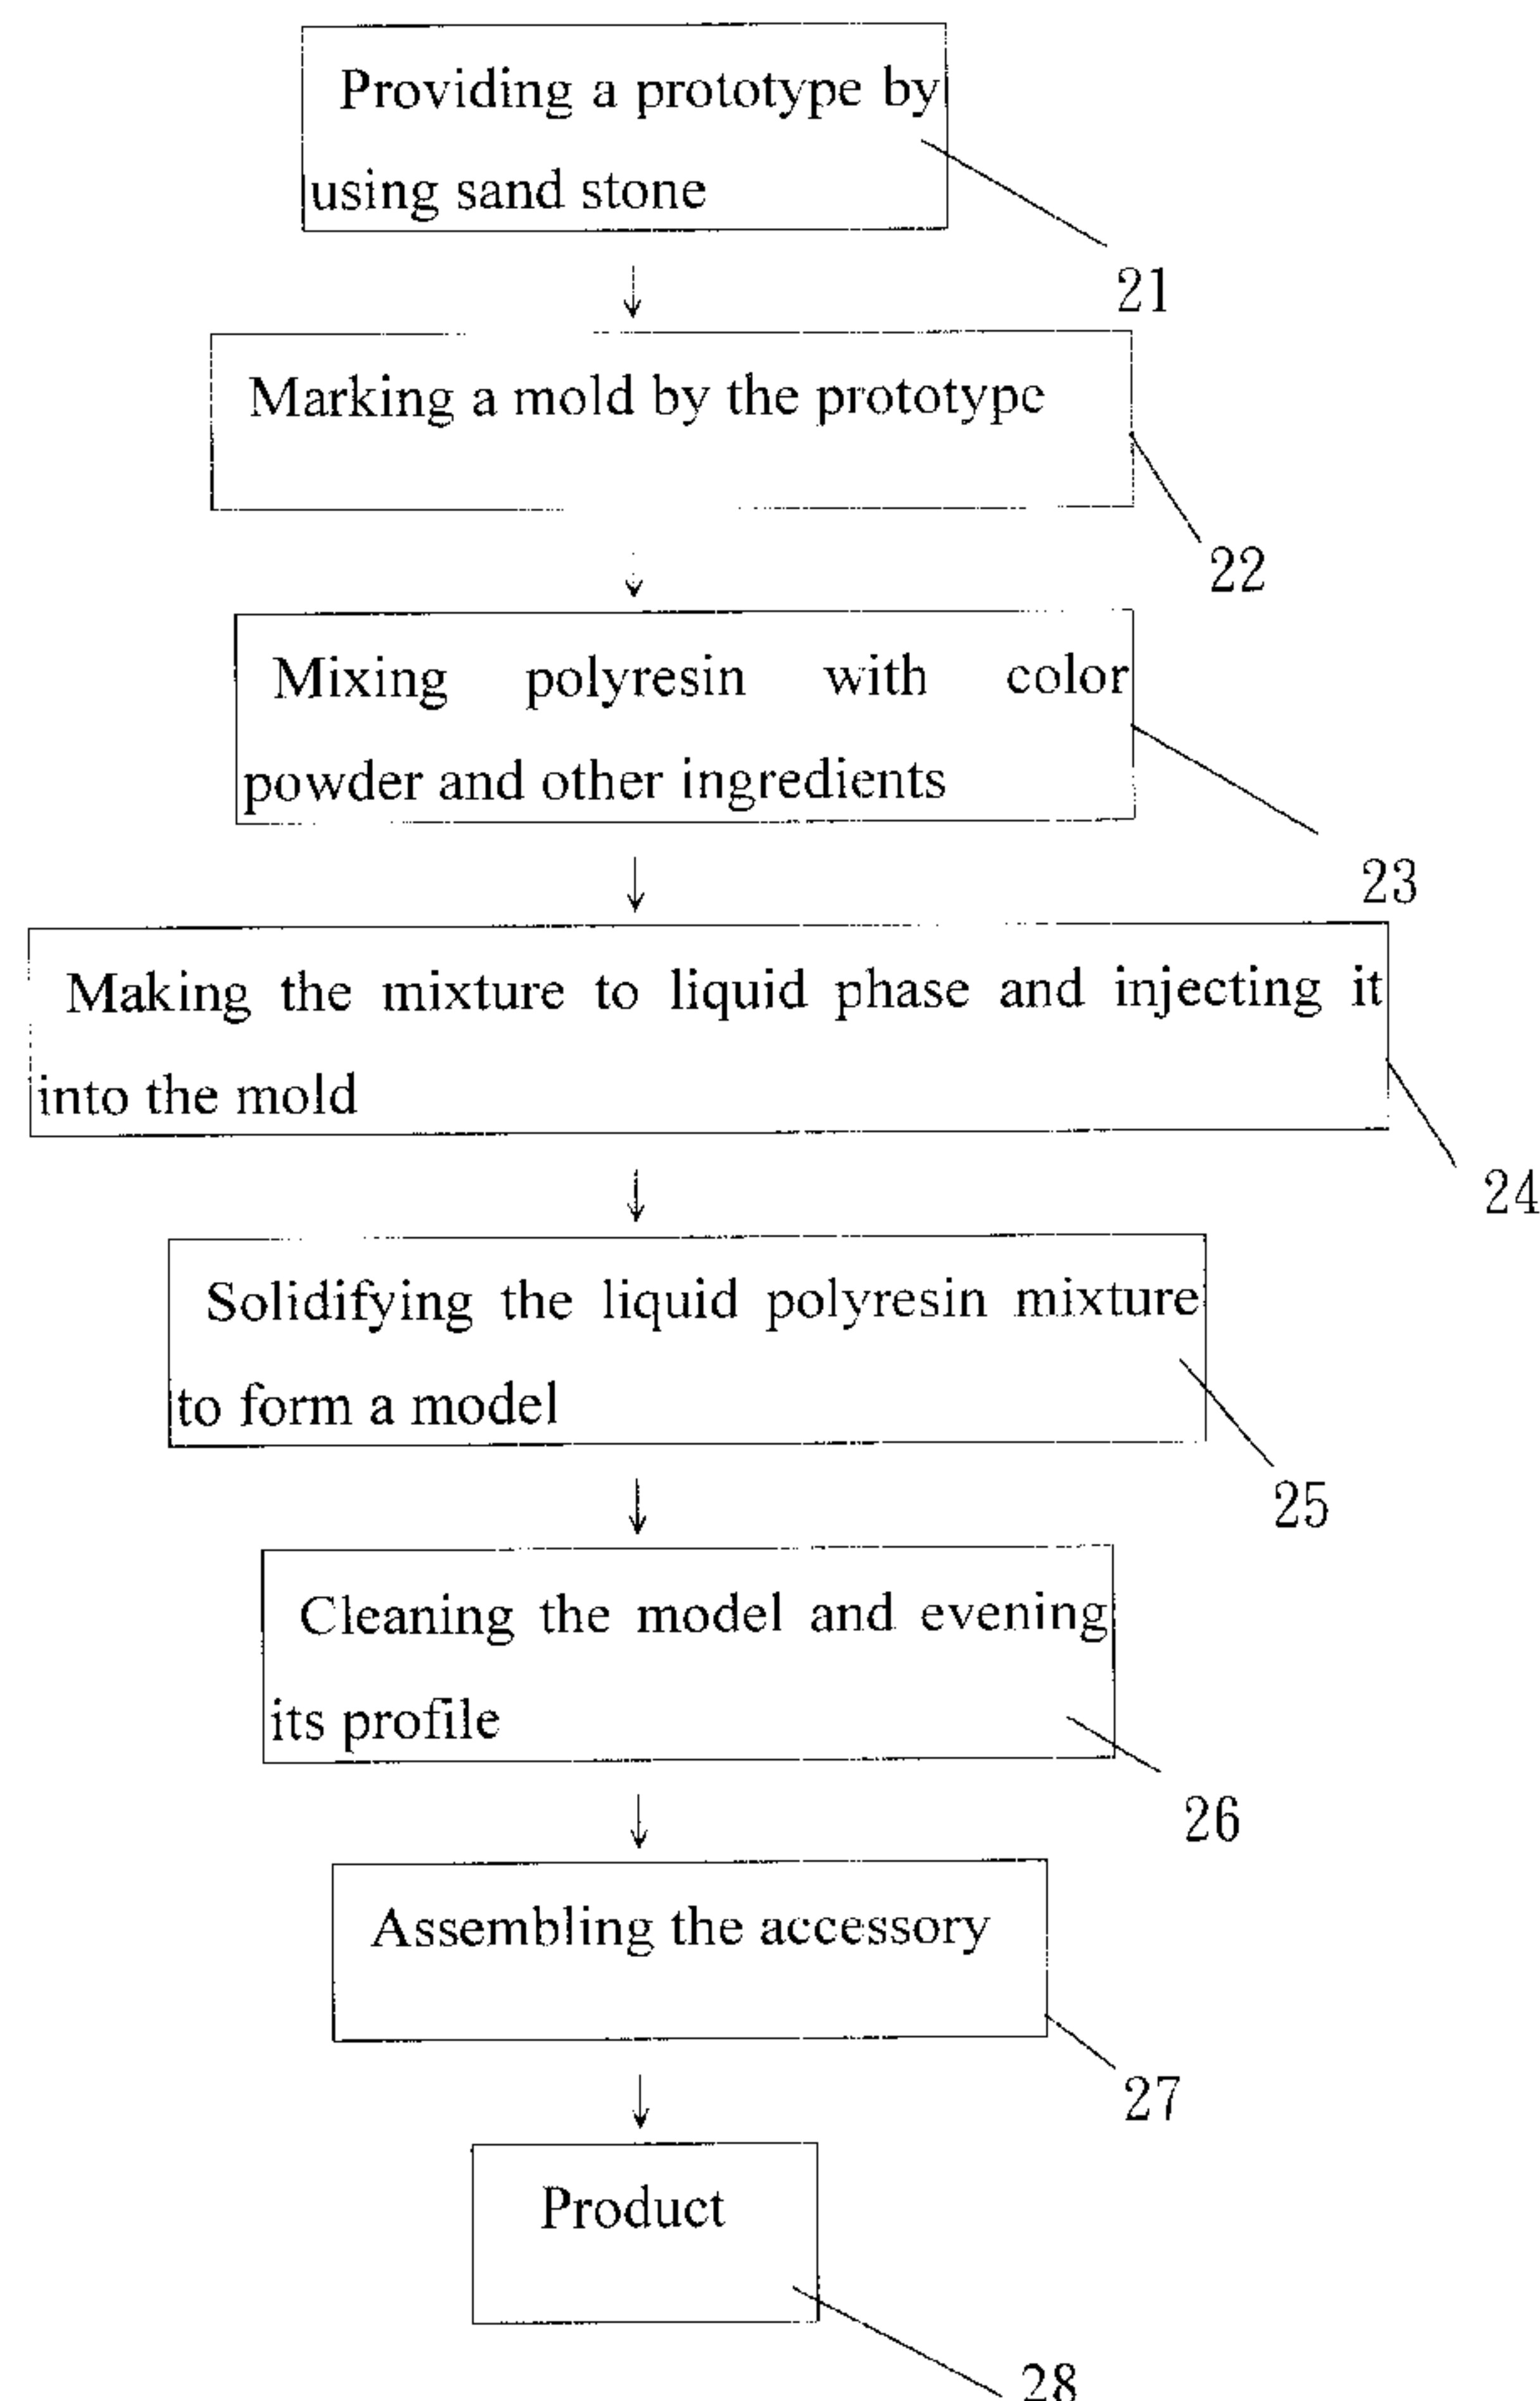 Providing a prototype by
using sand stone
21
Marking a mold by the prototype
22
Mixing polyresin with color
powder and other ingredients
23
Making the mixture to liquid phase and injecting it
into the mold
24
Solidifying the liquid polyresin mixture
to form a model
25
Cleaning the model and evening
its profile
26
Assembling the accessory
27
Product
28